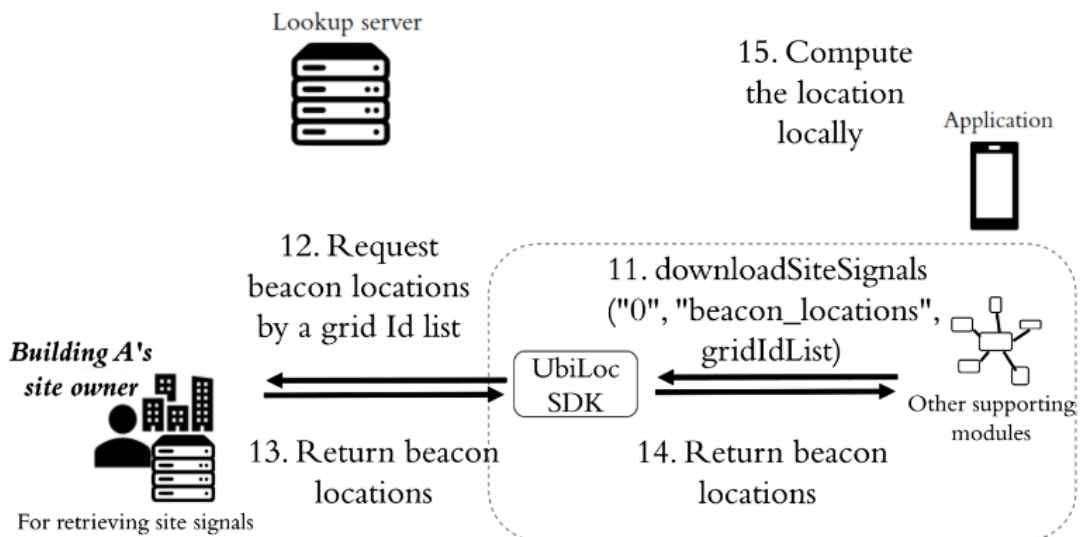 Lookup server
15. Compute
the location
locally
Application
12. Request
beacon locations
by a grid Id list
11. downloadSiteSignals
("0", "beacon_locations",
gridIdList)
Building A's
site owner
UbiLoc
SDK
Other supporting
modules
13. Return beacon
locations
14. Return beacon
locations
For retrieving site signals